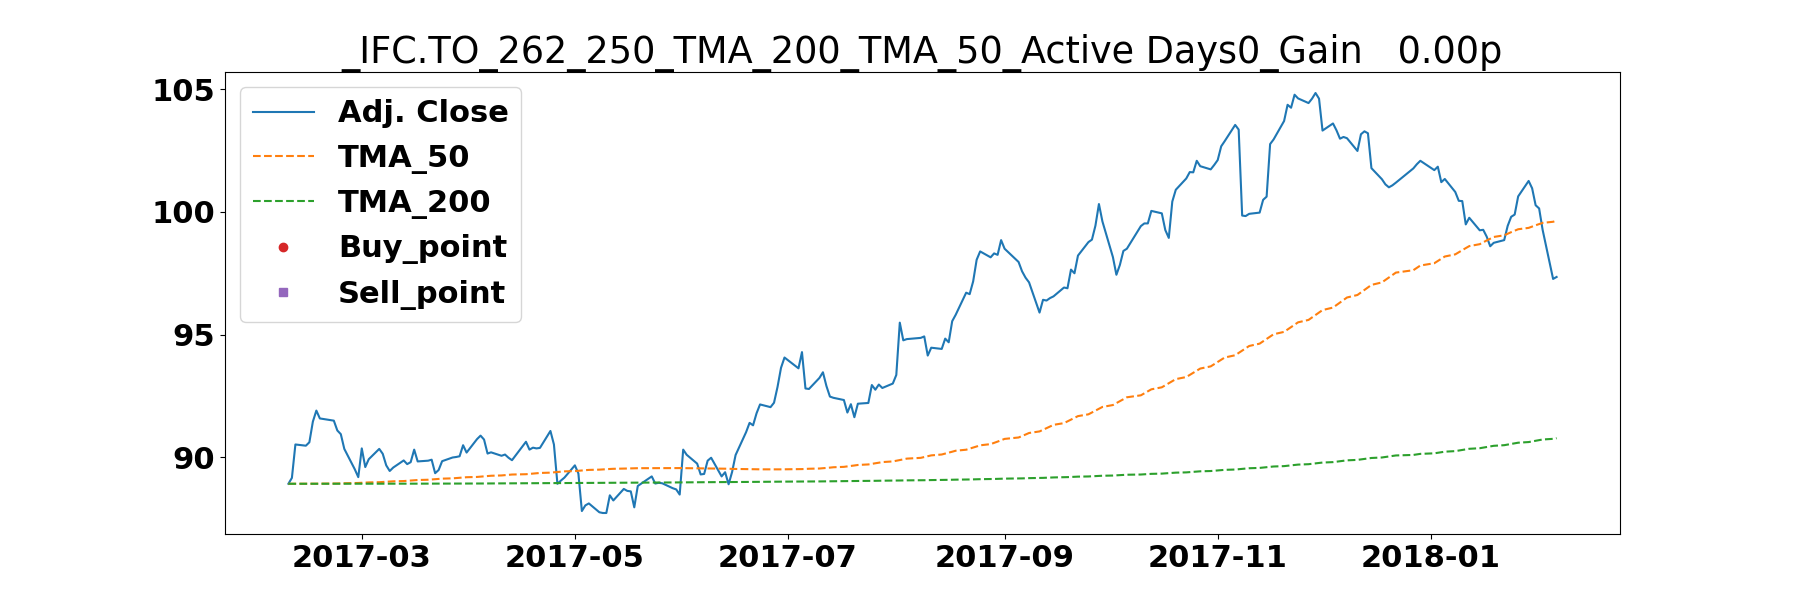 _IFC.TO_262_250_TMA_200_TMA_50_Active Days0_Gain   0.00p
105
100
95
90
Adj. Close
TMA_50
TMA_200
Buy_point
Sell_point
2017-03 2017-05 2017-07 2017-09 2017-11 2018-01